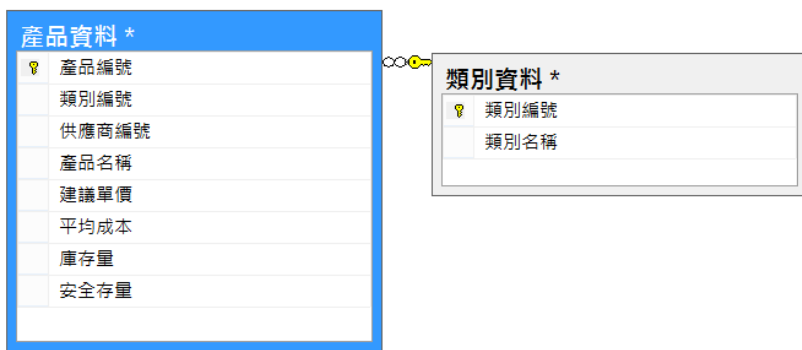 產品資料 *
產品編號
類別編號
供應商編號
產品名稱
建議單價
平均成本
庫存量
安全存量
類別資料 *
類別編號
類別名稱